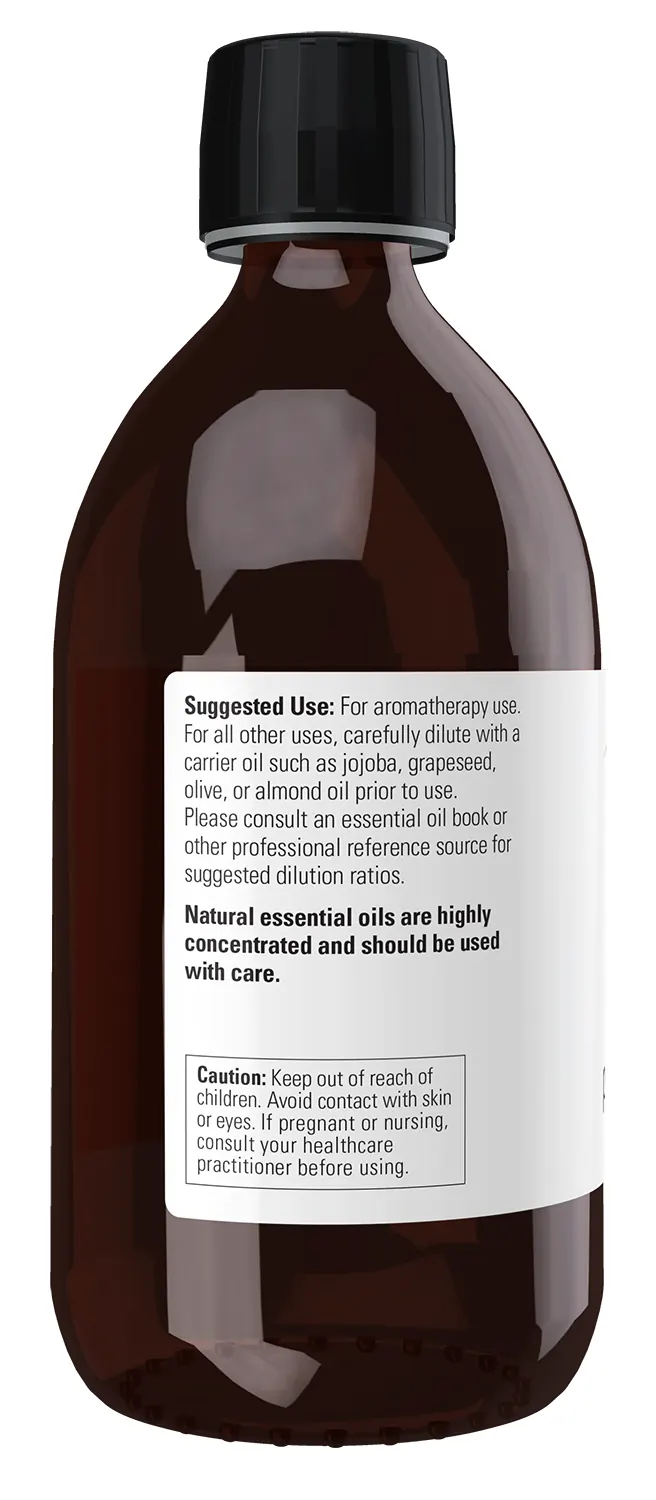 Suggested Use: For aromatherapy use.
For all other uses, carefully dilute with a
carrier oil such as jojoba, grapeseed,
olive, or almond oil prior to use.
Please consult an essential oil book or
other professional reference source for
suggested dilution ratios.
Natural essential oils are highly
concentrated and should be used
with care.
Caution: Keep out of reach of
children. Avoid contact with skin
or eyes. If pregnant or nursing,
consult your healthcare
practitioner before using.